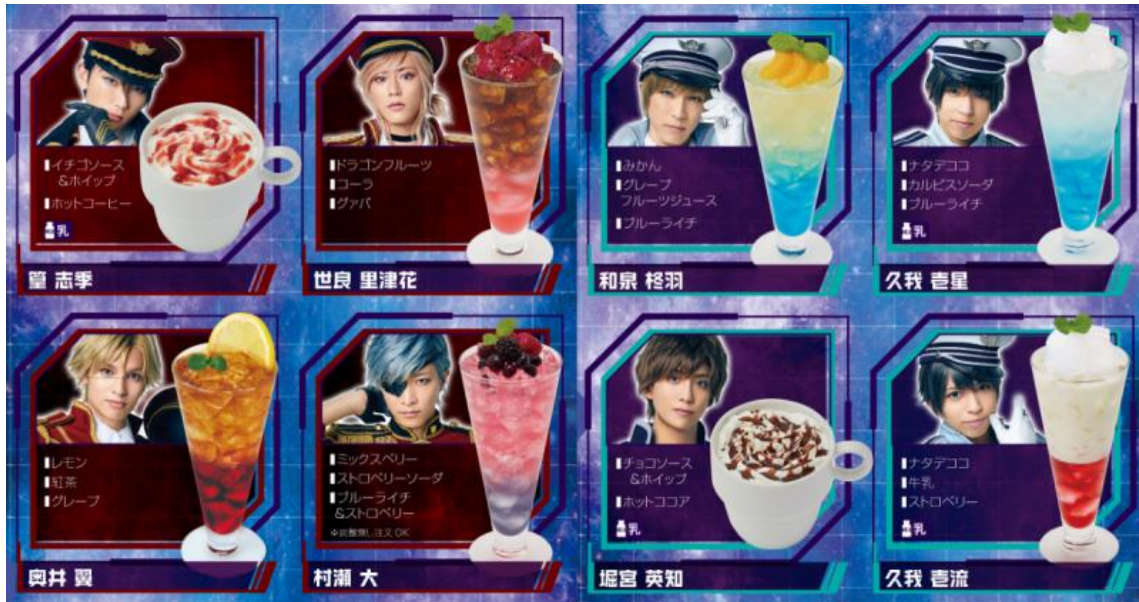 イチゴソース
&ホイップ
ホットコーヒー
乳
篁 志季
ドラゴンフルーツ
コーラ
グァバ
世良 里津花
みかん
グレープ
フルーツジュース
ブルーライチ
和泉 柊羽
ナタデココ
カルピスソーダ
ブルーライチ
乳
久我 壱星
レモン
紅茶
グレープ
奥井 翼
ミックスベリー
ストロベリーソーダ
ブルーライチ
&ストロベリー
※炭酸無し注文OK
村瀬 大
チョコソース
&ホイップ
ホットココア
乳
堀宮 英知
ナタデココ
牛乳
ストロベリー
乳
久我 壱流